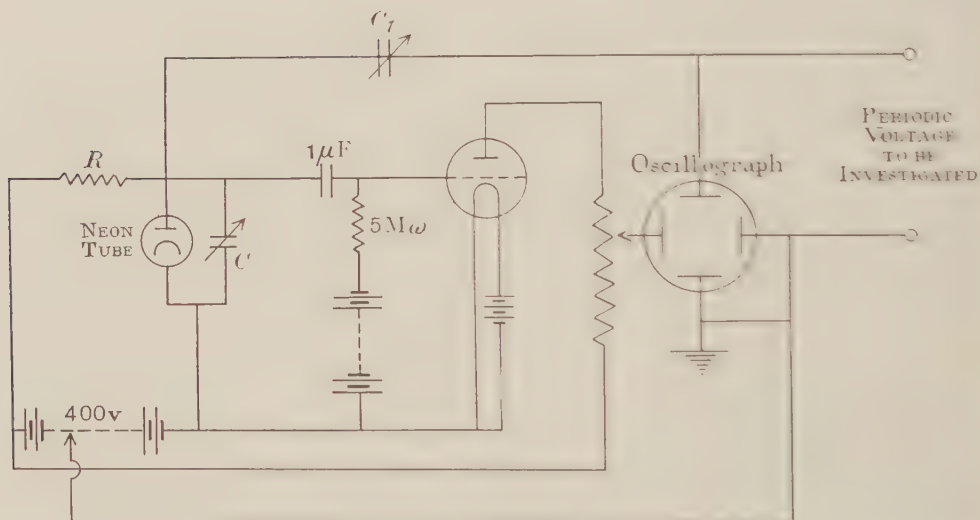 C1
PERIODIC
VOLTAGE
TO BE
INVESTIGATED
1μF
Oscillograph
R
5Mω
NEON
TUBE
C
400V